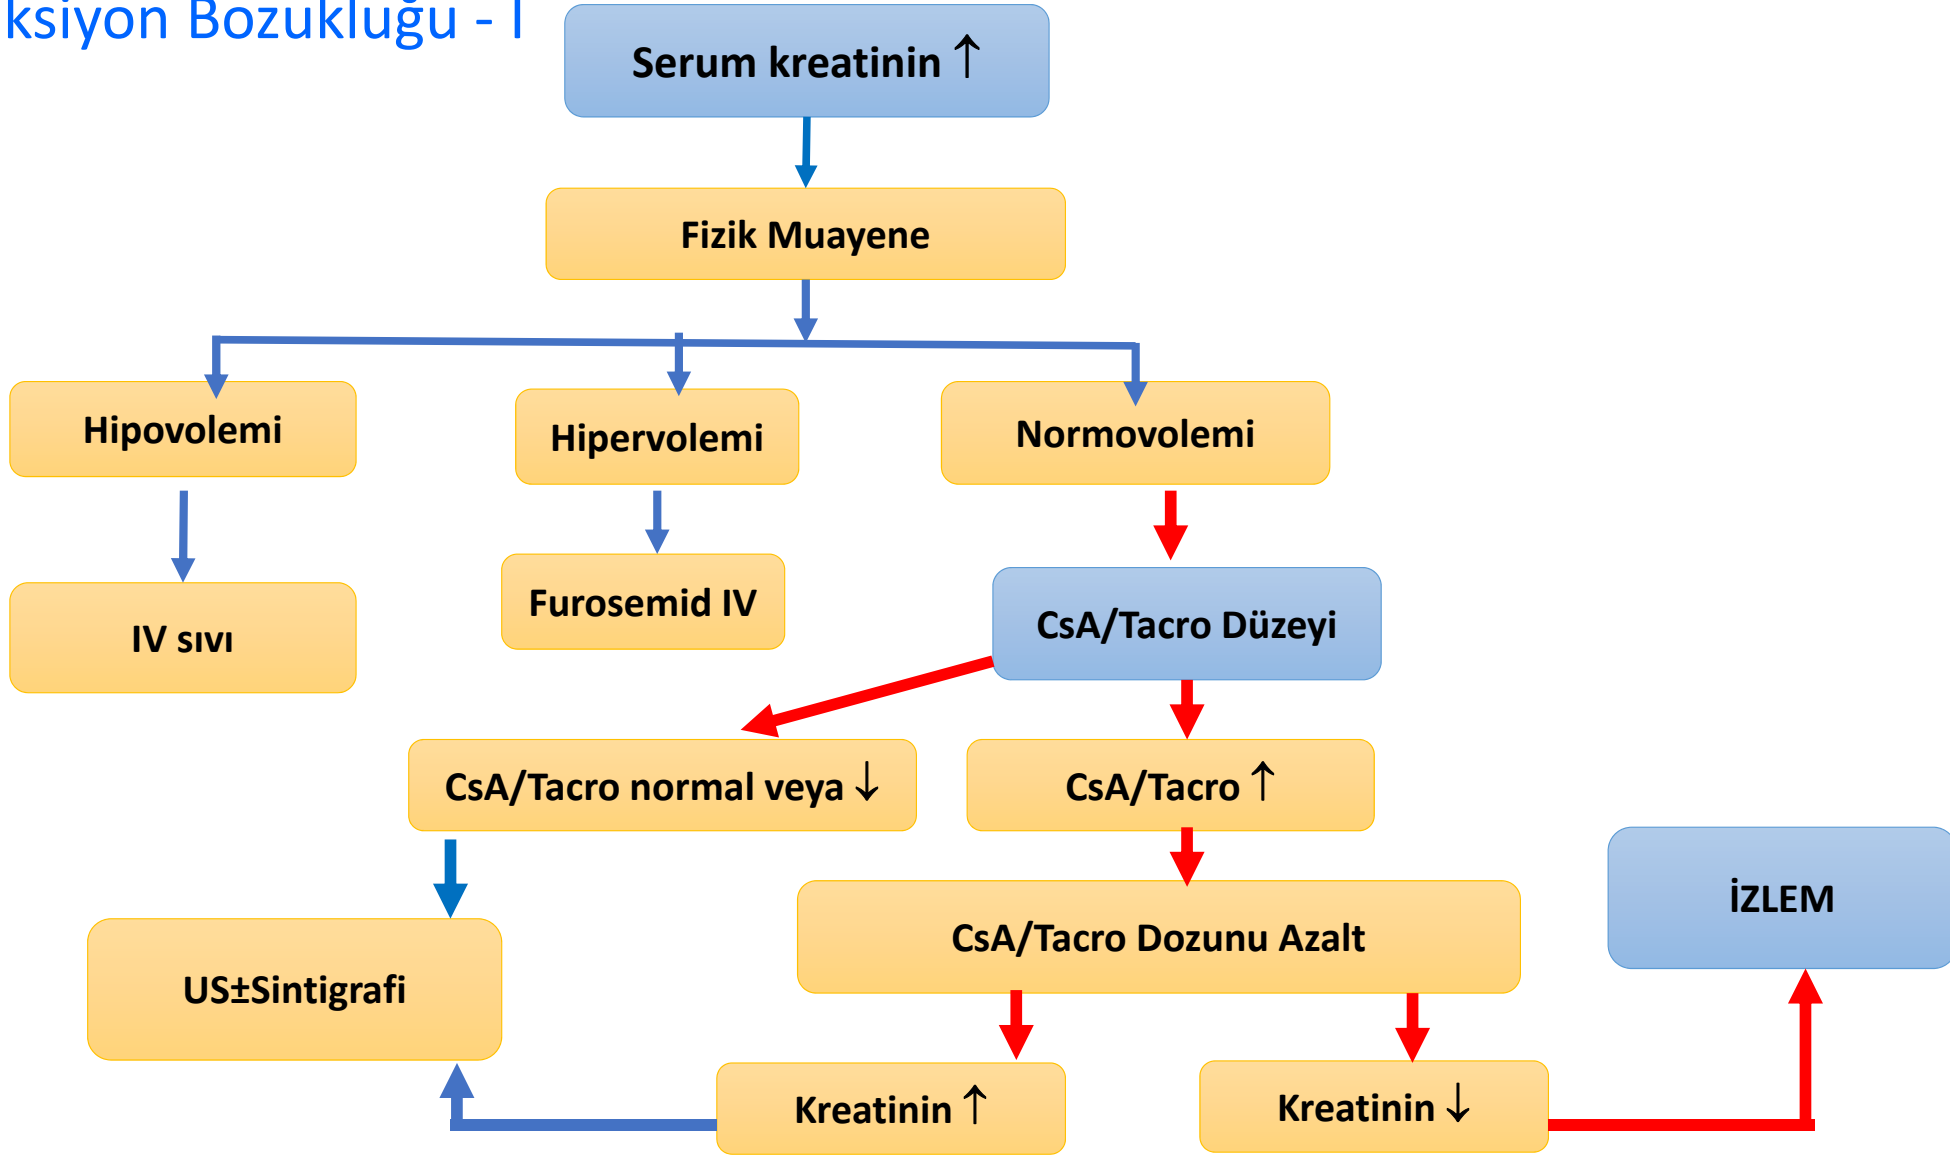 ksiyon Bozukluğu - I
Serum kreatinin ↑
Fizik Muayene
Hipovolemi
Hipervolemi
Normovolemi
IV sıvı
Furosemid IV
CsA/Tacro Düzeyi
CsA/Tacro normal veya ↓
CsA/Tacro ↑
US±Sintigrafi
CsA/Tacro Dozunu Azalt
İZLEM
Kreatinin ↑
Kreatinin ↓